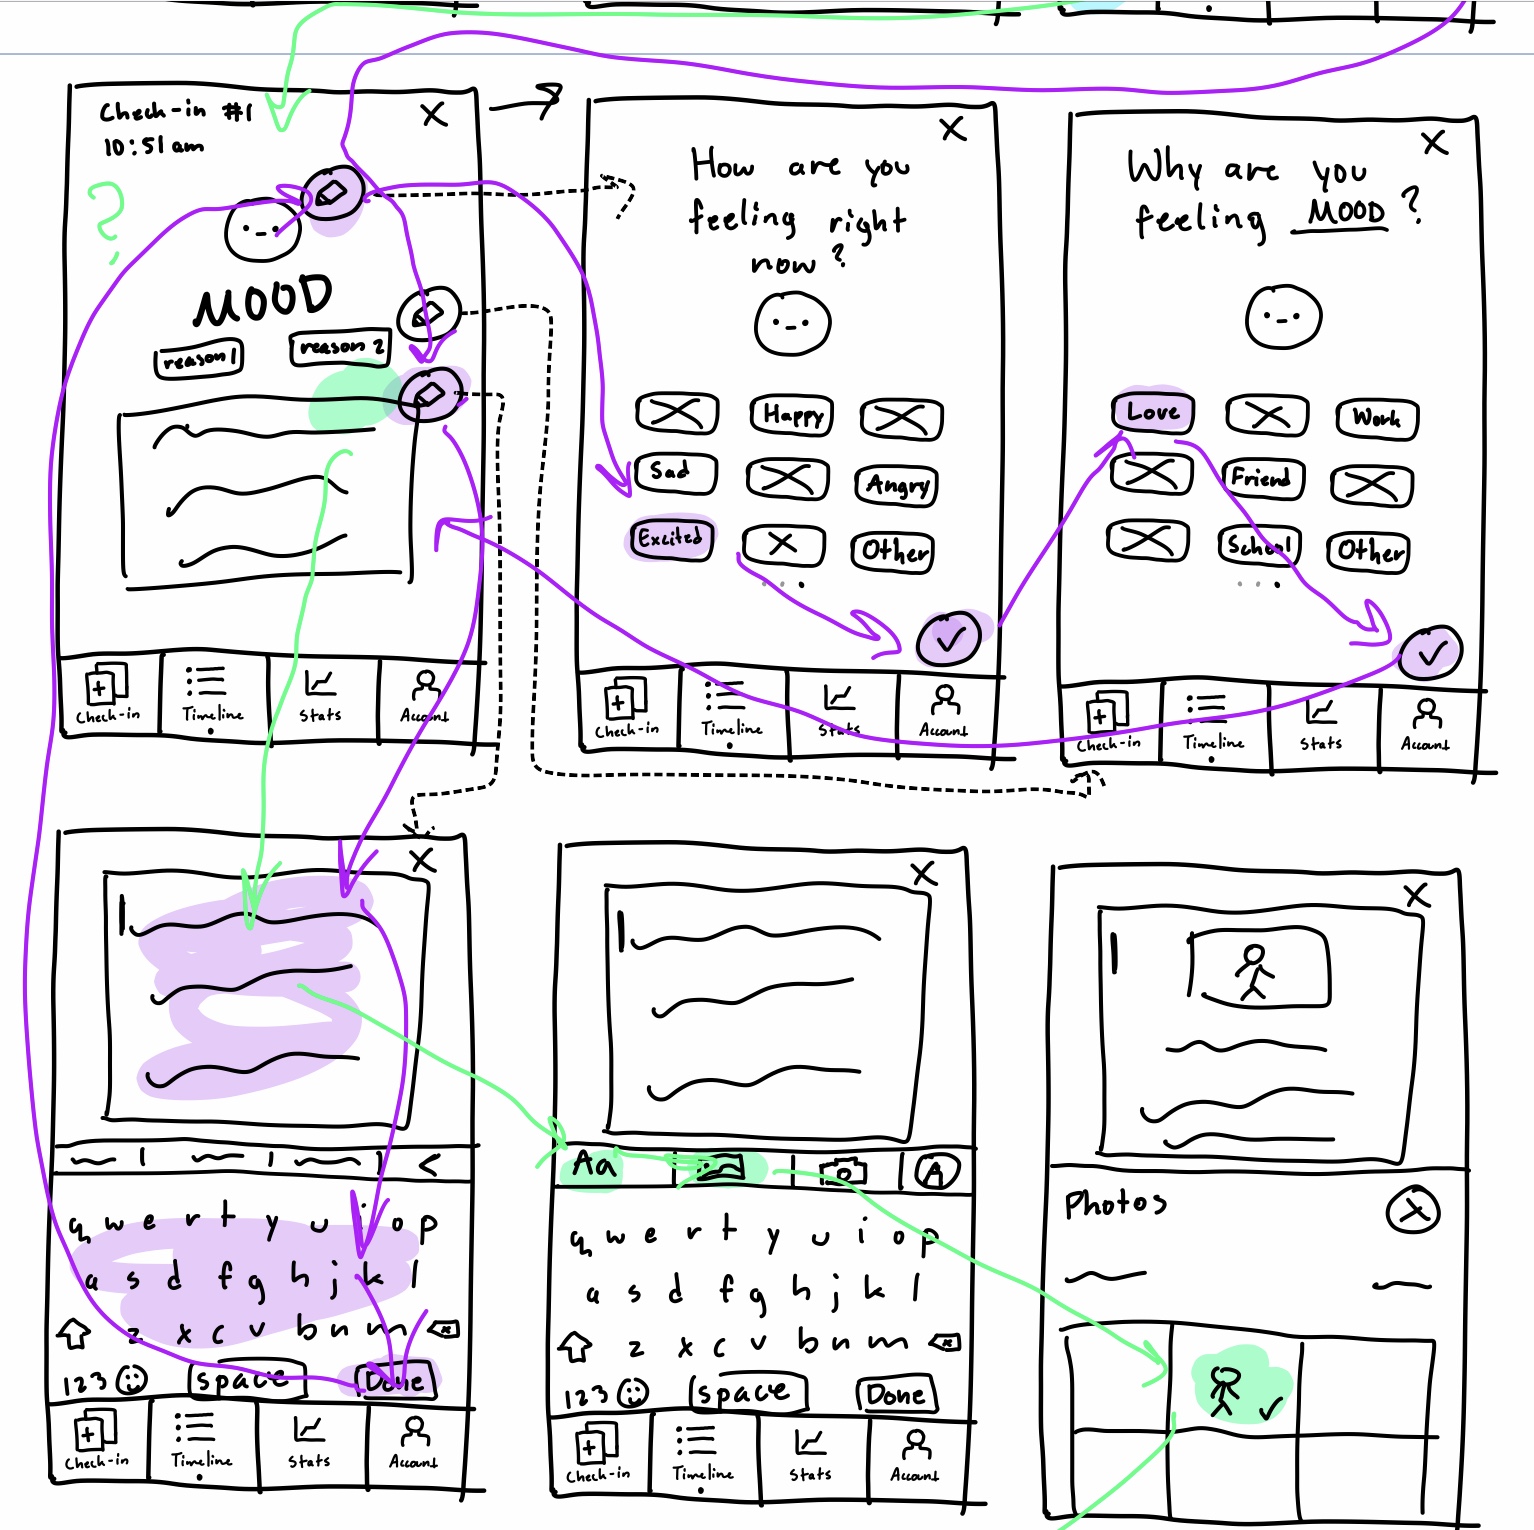 Check-in #1
10:51 am
?
MOOD
reason 1
reason 2
Check-in
Timeline
Stats
Account
How are you
feeling right
now?
Happy
Sad
Angry
Excited
Other
Check-in
Timeline
Stats
Account
Why are you
feeling MOOD?
Love
Work
Friend
School
Other
Check-in
Timeline
Stats
Account
q w e r t y u i o p
a s d f g h j k l
z x c v b n m
123 space Done
Check-in
Timeline
Stats
Account
Aa
A
q w e r t y u i o p
a s d f g h j k l
z x c v b n m
123 space Done
Check-in
Timeline
Stats
Account
Photos